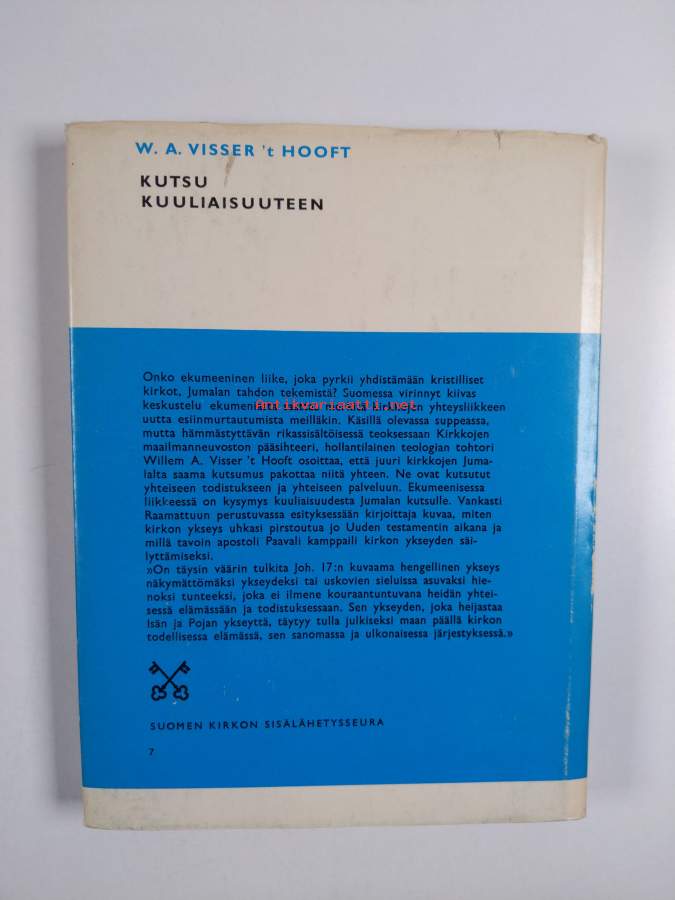 W. A. VISSER 't HOOFT
KUTSU
KUULIAISUUTEEN
Onko ekumeeninen liike, joka pyrkii yhdistämään kristilliset
kirkot, Jumalan tahdon tekemistä? Suomessa virinnyt kiivas
keskustelu
Antikvariaatti.net
yhteysliikkeen
uutta esiinmurtautumista meilläkin. Käsillä olevassa suppeassa,
mutta hämmästyttävän rikassisältöisessä teoksessaan Kirkkojen
maailmanneuvoston pääsihteeri, hollantilainen teologian tohtori
Willem A. Visser 't Hooft osoittaa, että juuri kirkkojen Juma-
lalta saama kutsumus pakottaa niitä yhteen. Ne ovat kutsutut
yhteiseen todistukseen ja yhteiseen palveluun. Ekumeenisessa
liikkeessä on kysymys kuuliaisuudesta Jumalan kutsulle. Vankasti
Raamattuun perustuvassa esityksessään kirjoittaja kuvaa, miten
kirkon ykseys uhkasi pirstoutua jo Uuden testamentin aikana ja
millä tavoin apostoli Paavali kamppaili kirkon ykseyden säi-
lyttämiseksi.
»On täysin väärin tulkita Joh. 17:n kuvaama hengellinen ykseys
näkymättömäksi ykseydeksi tai uskovien sieluissa asuvaksi hie-
noksi tunteeksi, joka ei ilmene kouraantuntuvana heidän yhtei-
sessä elämässään ja todistuksessaan. Sen ykseyden, joka heijastaa
Isän ja Pojan ykseyttä, täytyy tulla julkiseksi maan päällä kirkon
todellisessa elämässä, sen sanomassa ja ulkonaisessa järjestyksessä.»
SUOMEN KIRKON SISÄLÄHETYSSEURA
7